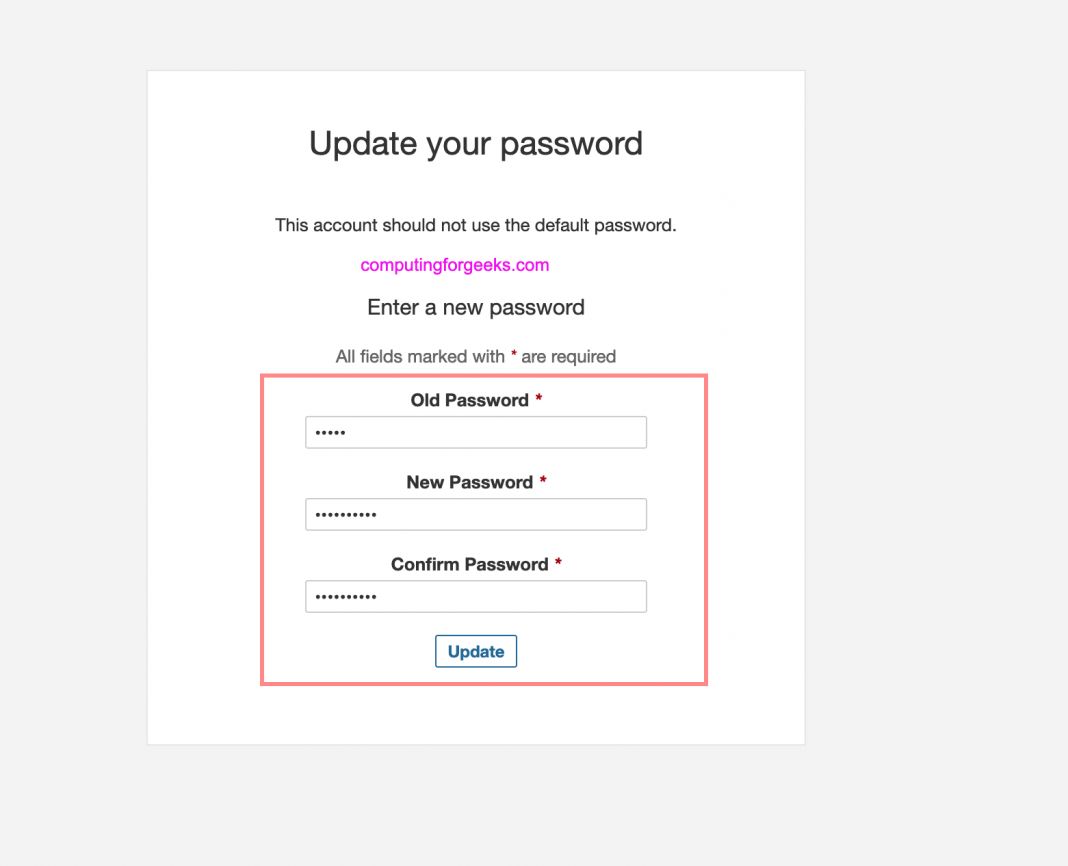 Update your password
This account should not use the default password.
computingforgeeks.com
Enter a new password
All fields marked with * are required
Old Password *
•••••
New Password *
••••••••••
Confirm Password *
••••••••••
Update